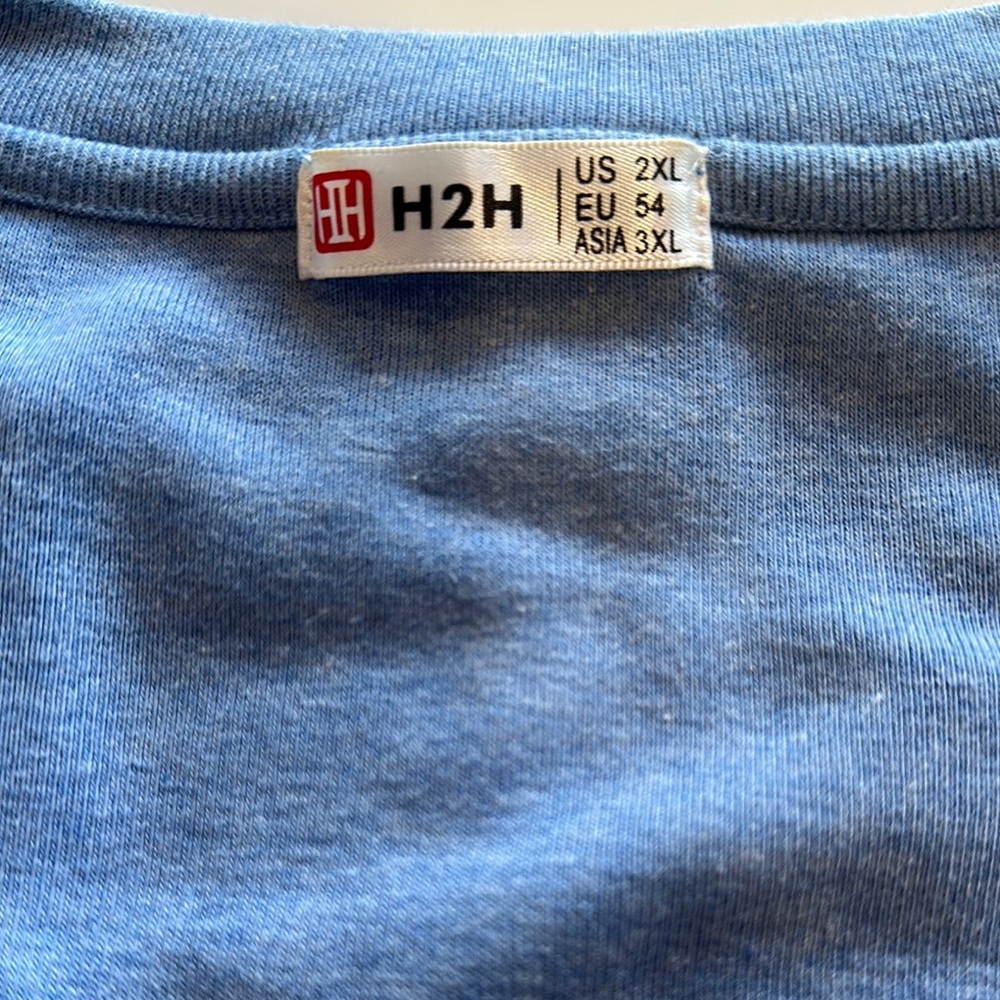 H2H
US 2XL
EU 54
ASIA 3XL